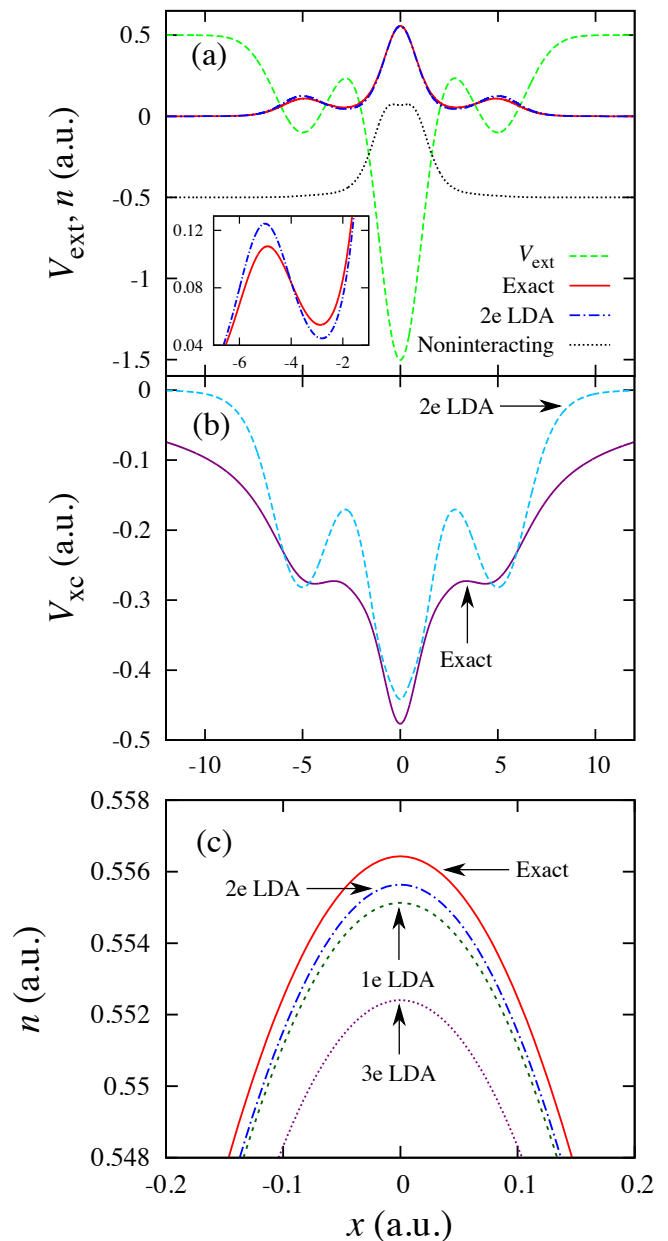 (a)
0.5
0
-0.5
-1
-1.5
V_ext, n (a.u.)
0.13
0.08
0.04
-6 -4 -2
V_ext
Exact
2e LDA
Noninteracting
(b)
2e LDA
0
-0.1
-0.2
-0.3
-0.4
-0.5
V_xc (a.u.)
Exact
-10 -5 0 5 10
(c)
0.558
0.556
0.554
0.552
0.55
0.548
n (a.u.)
Exact
2e LDA
1e LDA
3e LDA
-0.2 -0.1 0 0.1 0.2
x (a.u.)